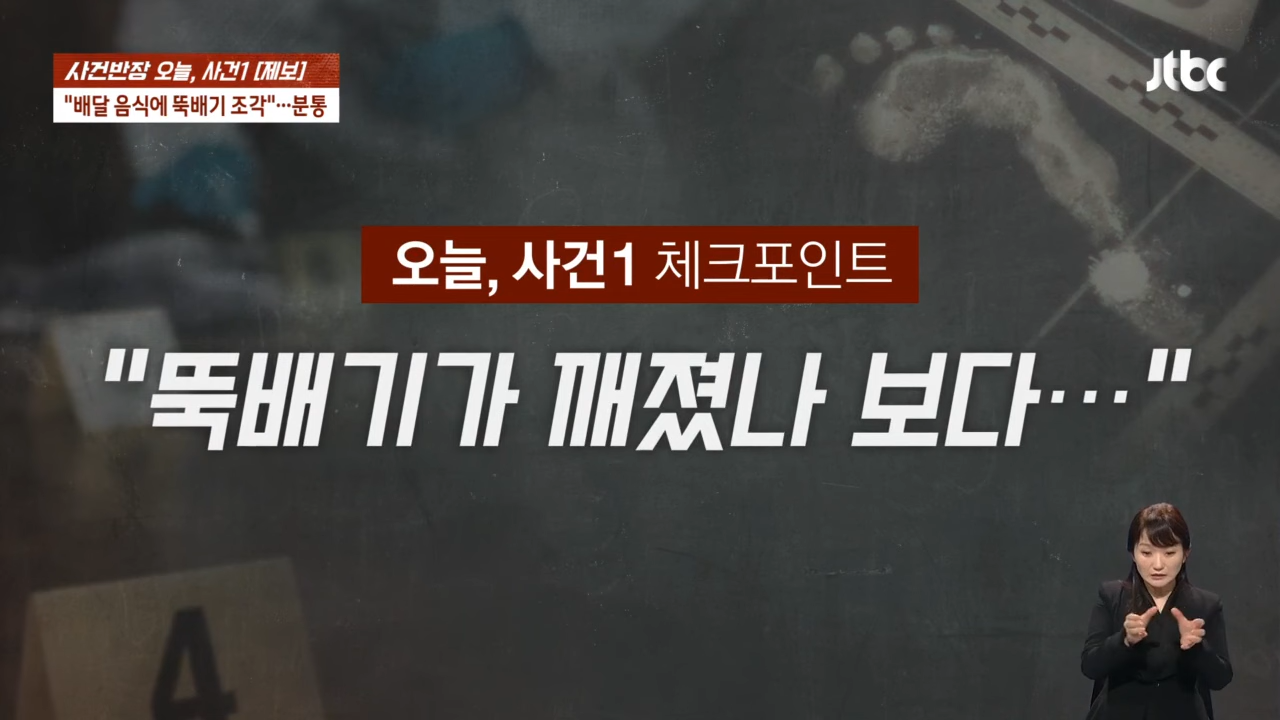 사건반장 오늘, 사건1 [제보]
"배달 음식에 뚝배기 조각"…분통
jtbc
오늘, 사건1 체크포인트
"뚝배기가 깨졌나 보다…"
4